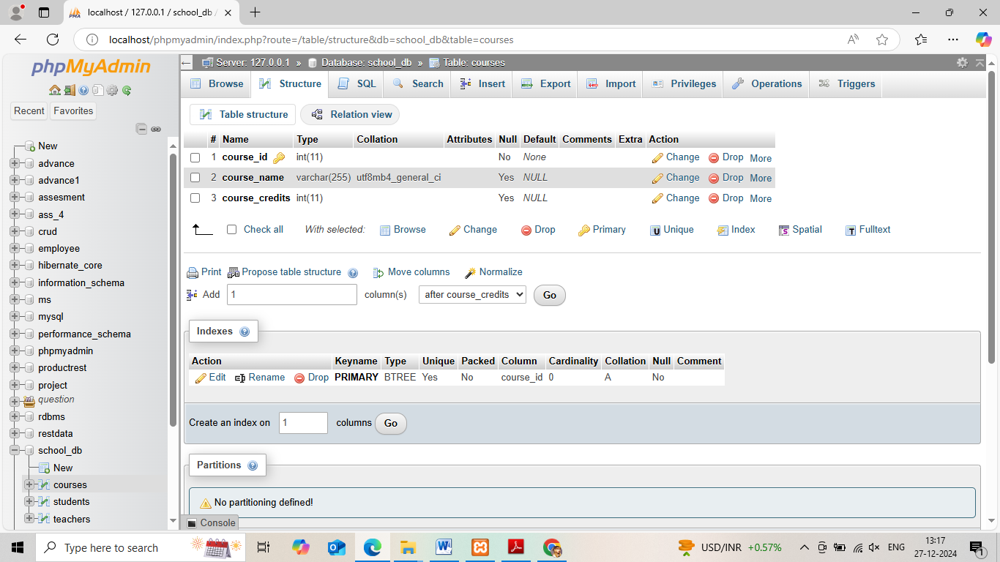 localhost / 127.0.0.1 / school_db /
localhost/phpmyadmin/index.php?route=/table/structure&db=school_db&table=courses
phpMyAdmin
Recent Favorites
New
advance
advance1
assesment
ass_4
crud
employee
hibernate_core
information_schema
ms
mysql
performance_schema
phpmyadmin
productrest
project
question
rdbms
restdata
school_db
New
courses
students
teachers
Server: 127.0.0.1 » Database: school_db » Table: courses
Browse Structure SQL Search Insert Export Import Privileges Operations Triggers
Table structure Relation view
# Name Type Collation Attributes Null Default Comments Extra Action
1 course_id int(11) No None Change Drop More
2 course_name varchar(255) utf8mb4_general_ci Yes NULL Change Drop More
3 course_credits int(11) Yes NULL Change Drop More
Check all With selected: Browse Change Drop Primary Unique Index Spatial Fulltext
Print Propose table structure Move columns Normalize
Add 1 column(s) after course_credits Go
Indexes
Action Keyname Type Unique Packed Column Cardinality Collation Null Comment
Edit Rename Drop PRIMARY BTREE Yes No course_id 0 A No
Create an index on 1 columns Go
Partitions
No partitioning defined!
Console
Type here to search
USD/INR +0.57%
ENG
13:17
27-12-2024
1